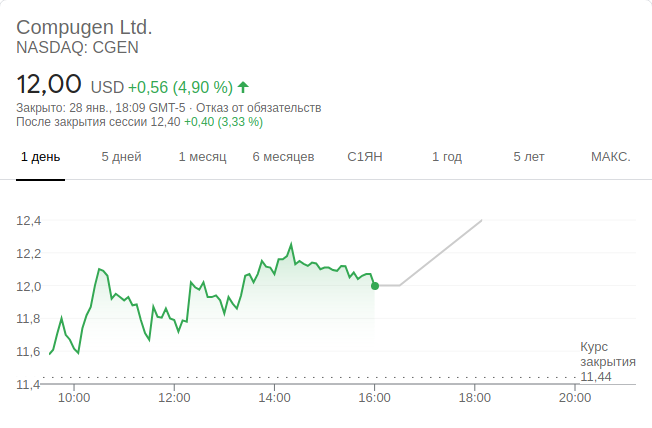 Compugen Ltd.
NASDAQ: CGEN
12,00 USD +0,56 (4,90 %)
Закрыто: 28 янв., 18:09 GMT-5 · Отказ от обязательств
После закрытия сессии 12,40 +0,40 (3,33 %)
1 день 5 дней 1 месяц 6 месяцев С1ЯН 1 год 5 лет МАКС.
12,4
12,2
12,0
11,8
11,6
11,4
Курс
закрытия
11,44
10:00 12:00 14:00 16:00 18:00 20:00